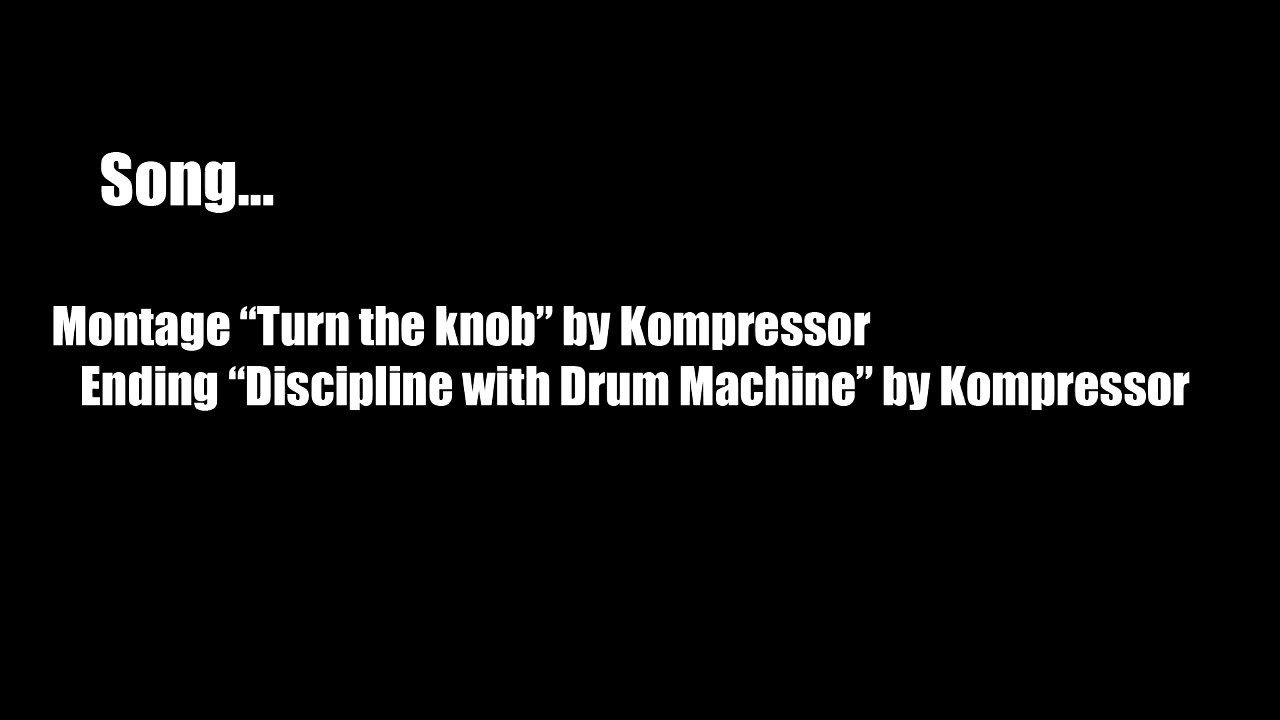 Song...
Montage “Turn the knob” by Kompressor
Ending “Discipline with Drum Machine” by Kompressor